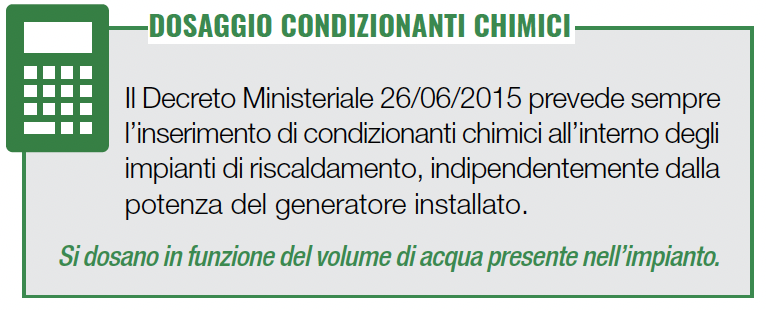 DOSAGGIO CONDIZIONANTI CHIMICI
Il Decreto Ministeriale 26/06/2015 prevede sempre
l’inserimento di condizionanti chimici all’interno degli
impianti di riscaldamento, indipendentemente dalla
potenza del generatore installato.
Si dosano in funzione del volume di acqua presente nell’impianto.